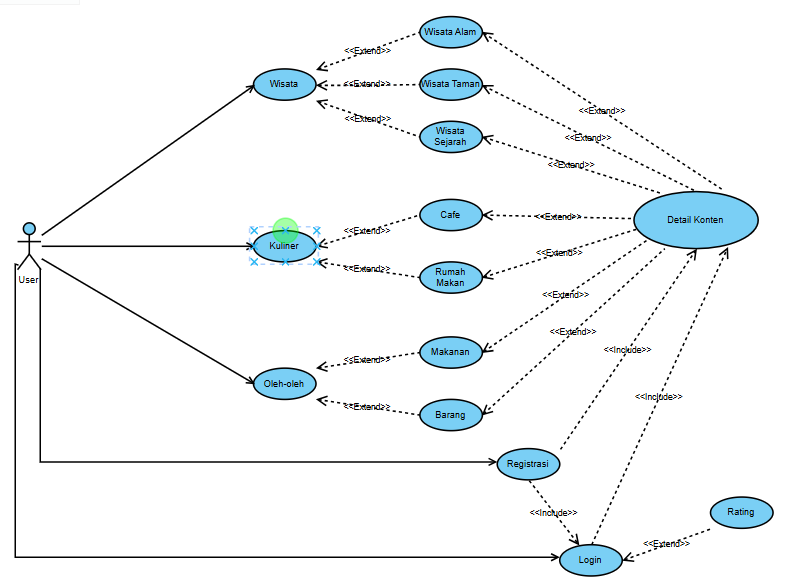 Wisata Alam
<<Extend>>
Wisata
<<Extend>>
Wisata Taman
<<Extend>>
<<Extend>>
<<Extend>>
Wisata
Sejarah
<<Extend>>
Cafe
<<Extend>>
Detail Konten
<<Extend>>
Kuliner
<<Extend>>
<<Extend>>
Rumah
Makan
User
<<Extend>>
<<Extend>>
Makanan
<<Include>>
<<Extend>>
Oleh-oleh
<<Include>>
<<Extend>>
Barang
Registrasi
<<Include>>
Rating
<<Extend>>
Login